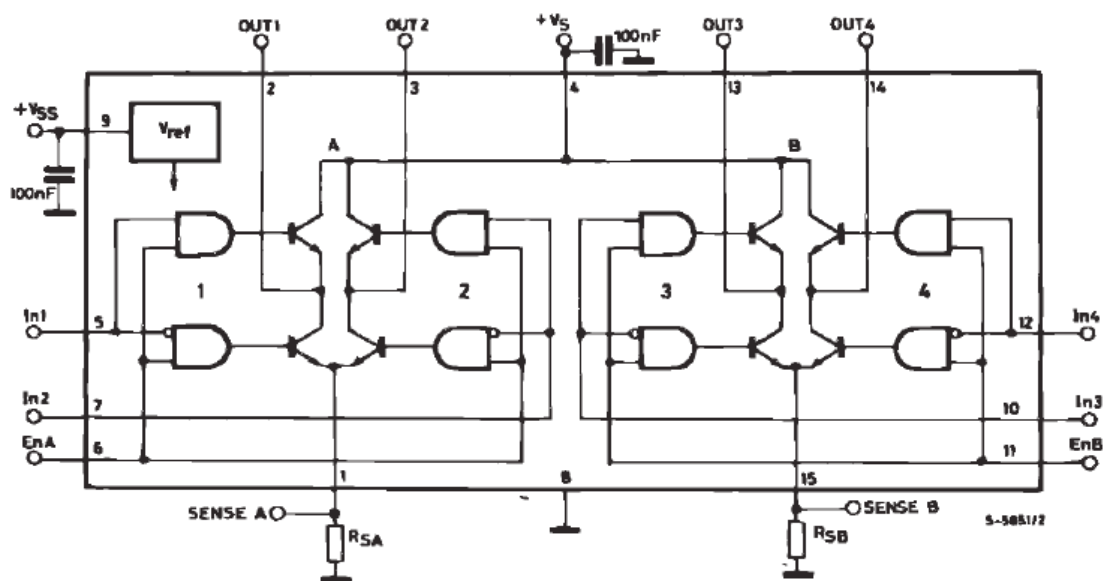 OUT1
OUT2
+VS
100nF
OUT3
OUT4
2
3
4
13
14
+VSS
9
Vref
100nF
A
B
1
2
3
4
In1
5
12
In4
In2
7
10
In3
EnA
6
11
EnB
1
8
15
SENSE A
SENSE B
S-5851/2
RSA
RSB